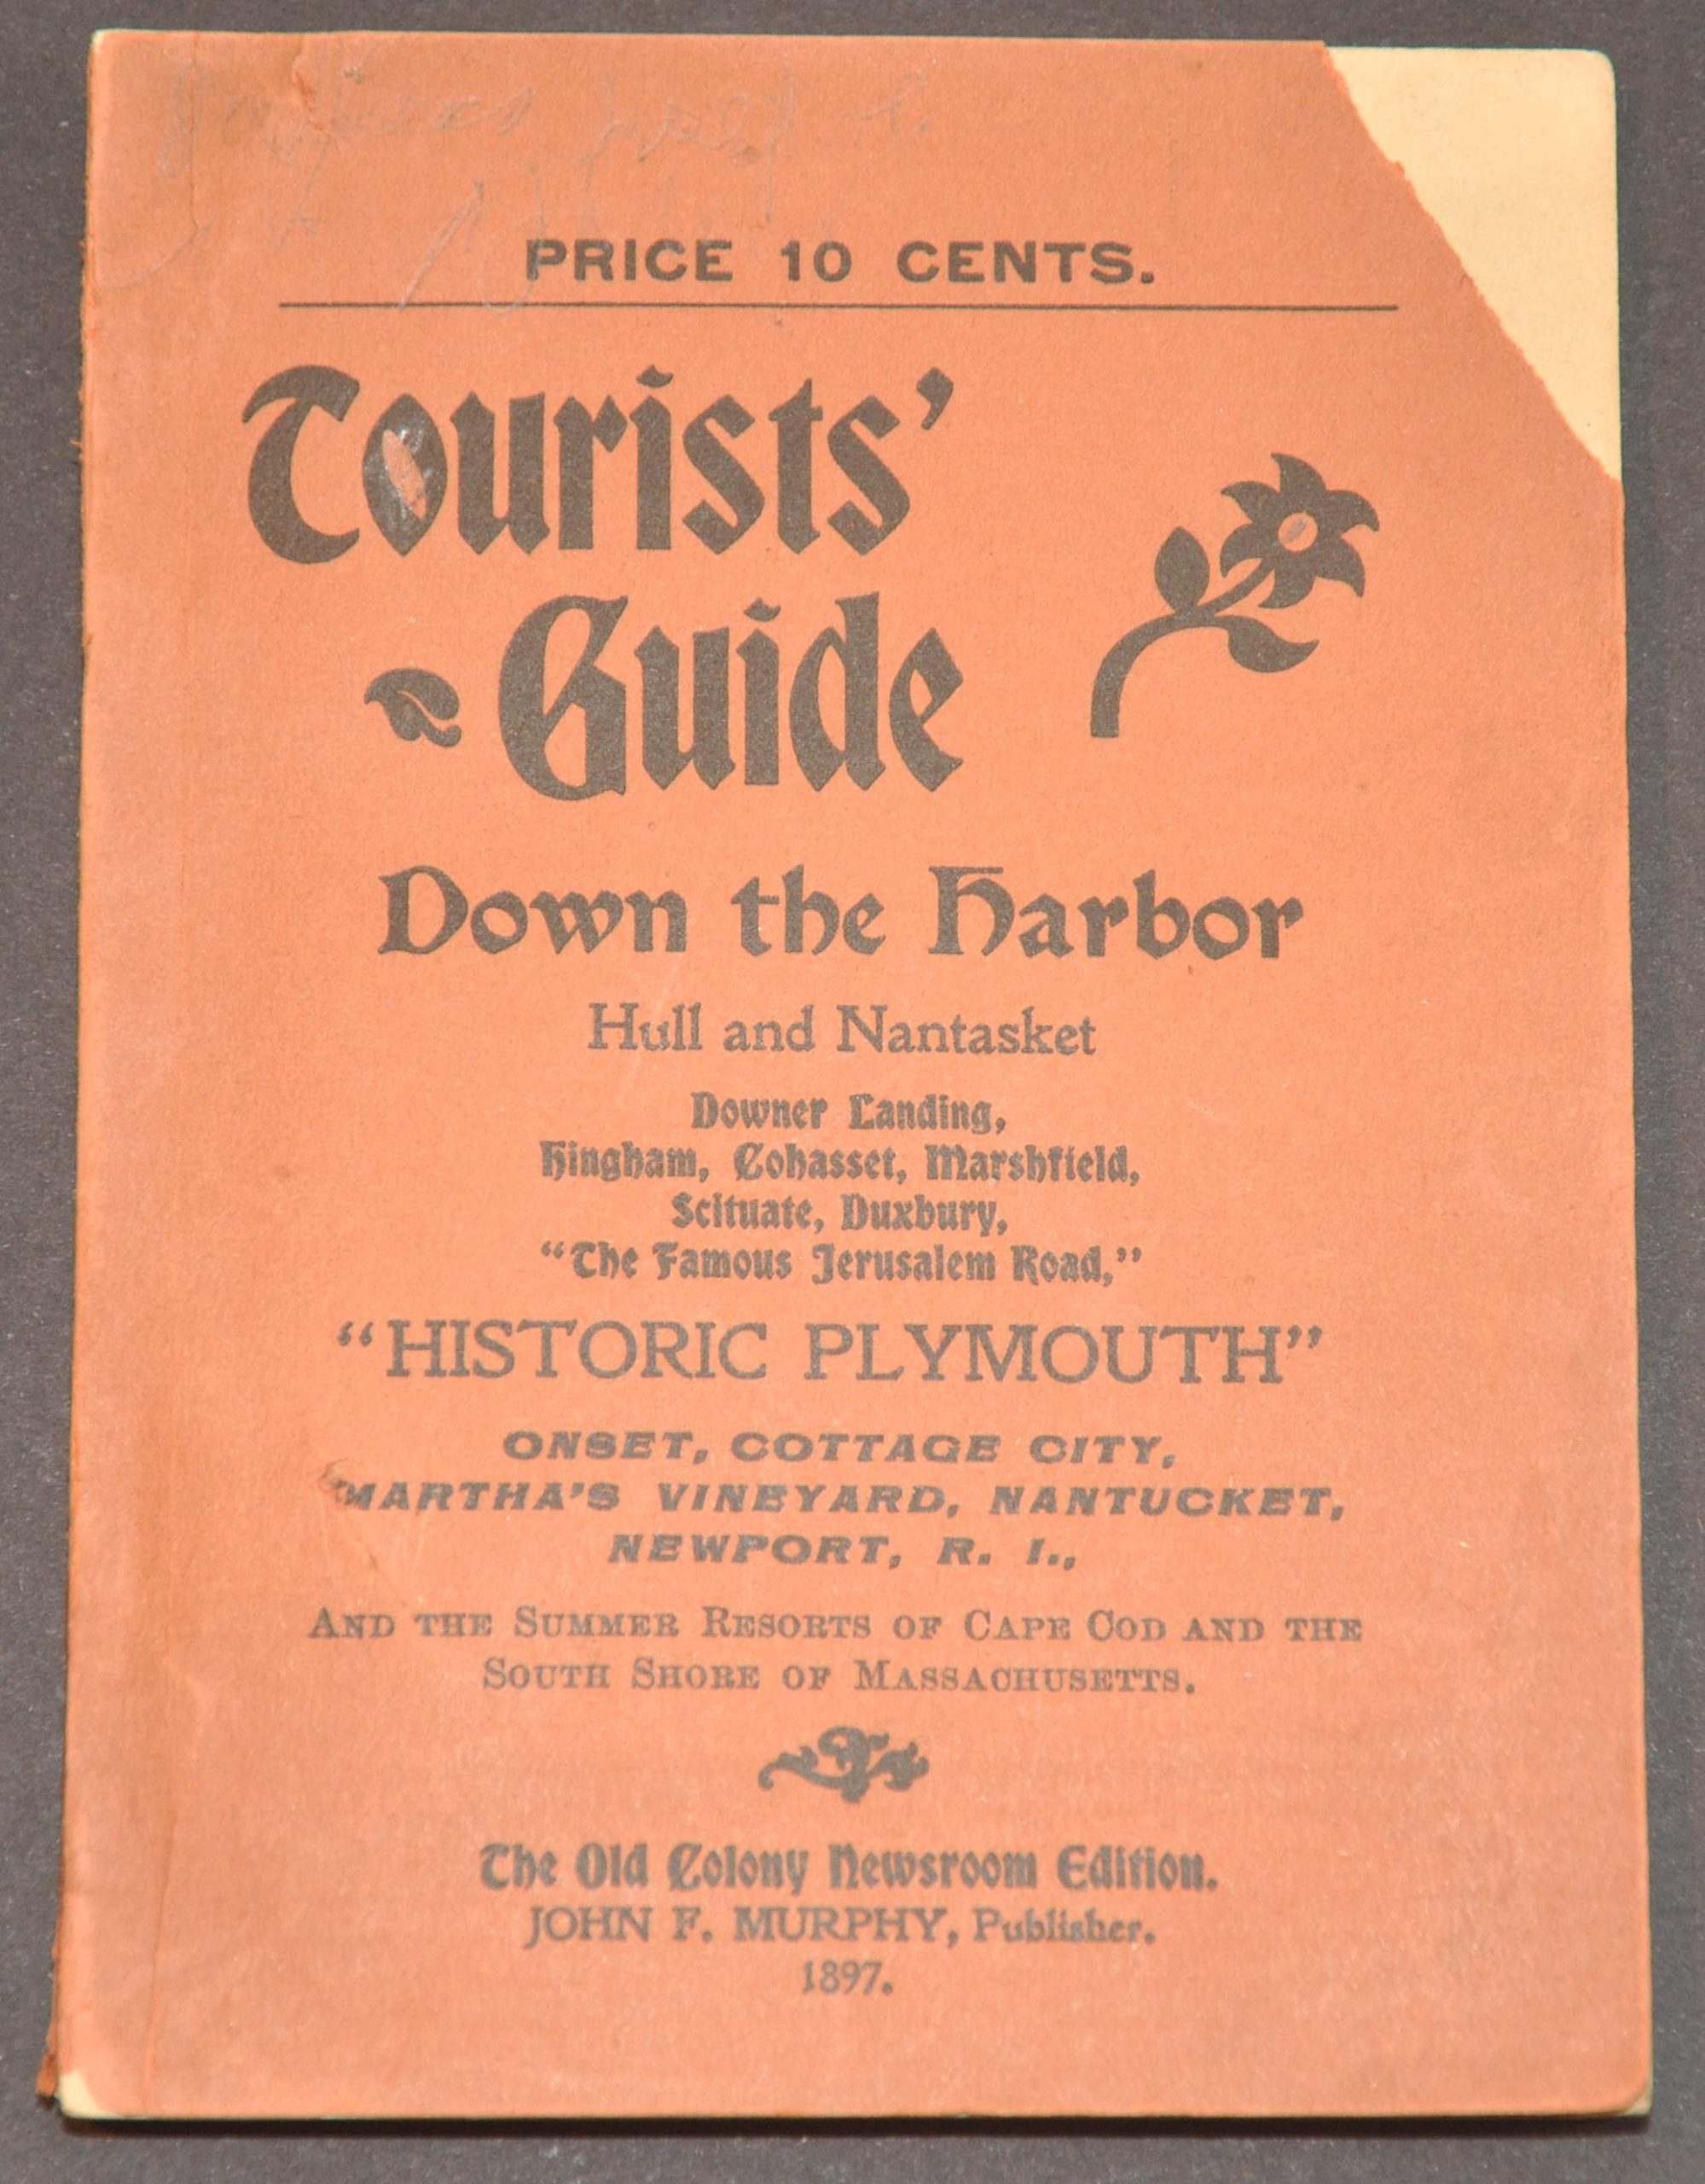 PRICE 10 CENTS.
Tourists'
Guide
Down the Harbor
Hull and Nantasket
Downer Landing,
Hingham, Cohasset, Marshfield,
Scituate, Duxbury,
“The Famous Jerusalem Road,”
“HISTORIC PLYMOUTH”
ONSET, COTTAGE CITY,
MARTHA'S VINEYARD, NANTUCKET,
NEWPORT, R. I.,
AND THE SUMMER RESORTS OF CAPE COD AND THE
SOUTH SHORE OF MASSACHUSETTS.
The Old Colony Newsroom Edition.
JOHN F. MURPHY, Publisher.
1897.